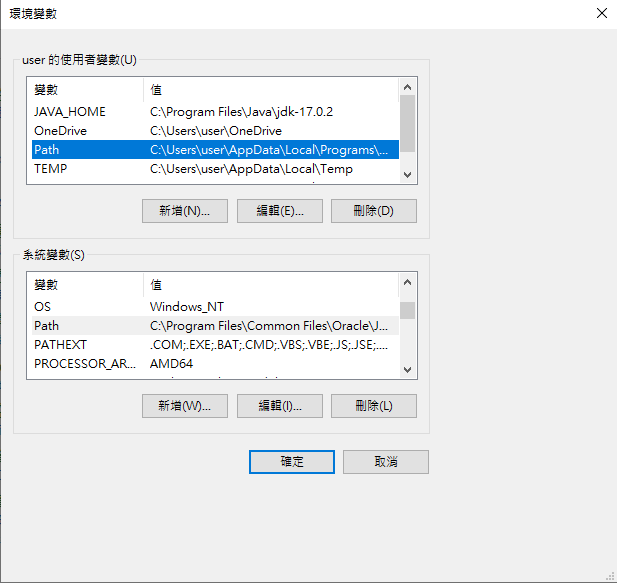 環境變數
user 的使用者變數(U)
變數 值
JAVA_HOME C:\Program Files\Java\jdk-17.0.2
OneDrive C:\Users\user\OneDrive
Path C:\Users\user\AppData\Local\Programs\...
TEMP C:\Users\user\AppData\Local\Temp
新增(N)... 編輯(E)... 刪除(D)
系統變數(S)
變數 值
OS Windows_NT
Path C:\Program Files\Common Files\Oracle\J...
PATHEXT .COM;.EXE;.BAT;.CMD;.VBS;.VBE;.JS;.JSE;....
PROCESSOR_AR... AMD64
新增(W)... 編輯(I)... 刪除(L)
確定 取消